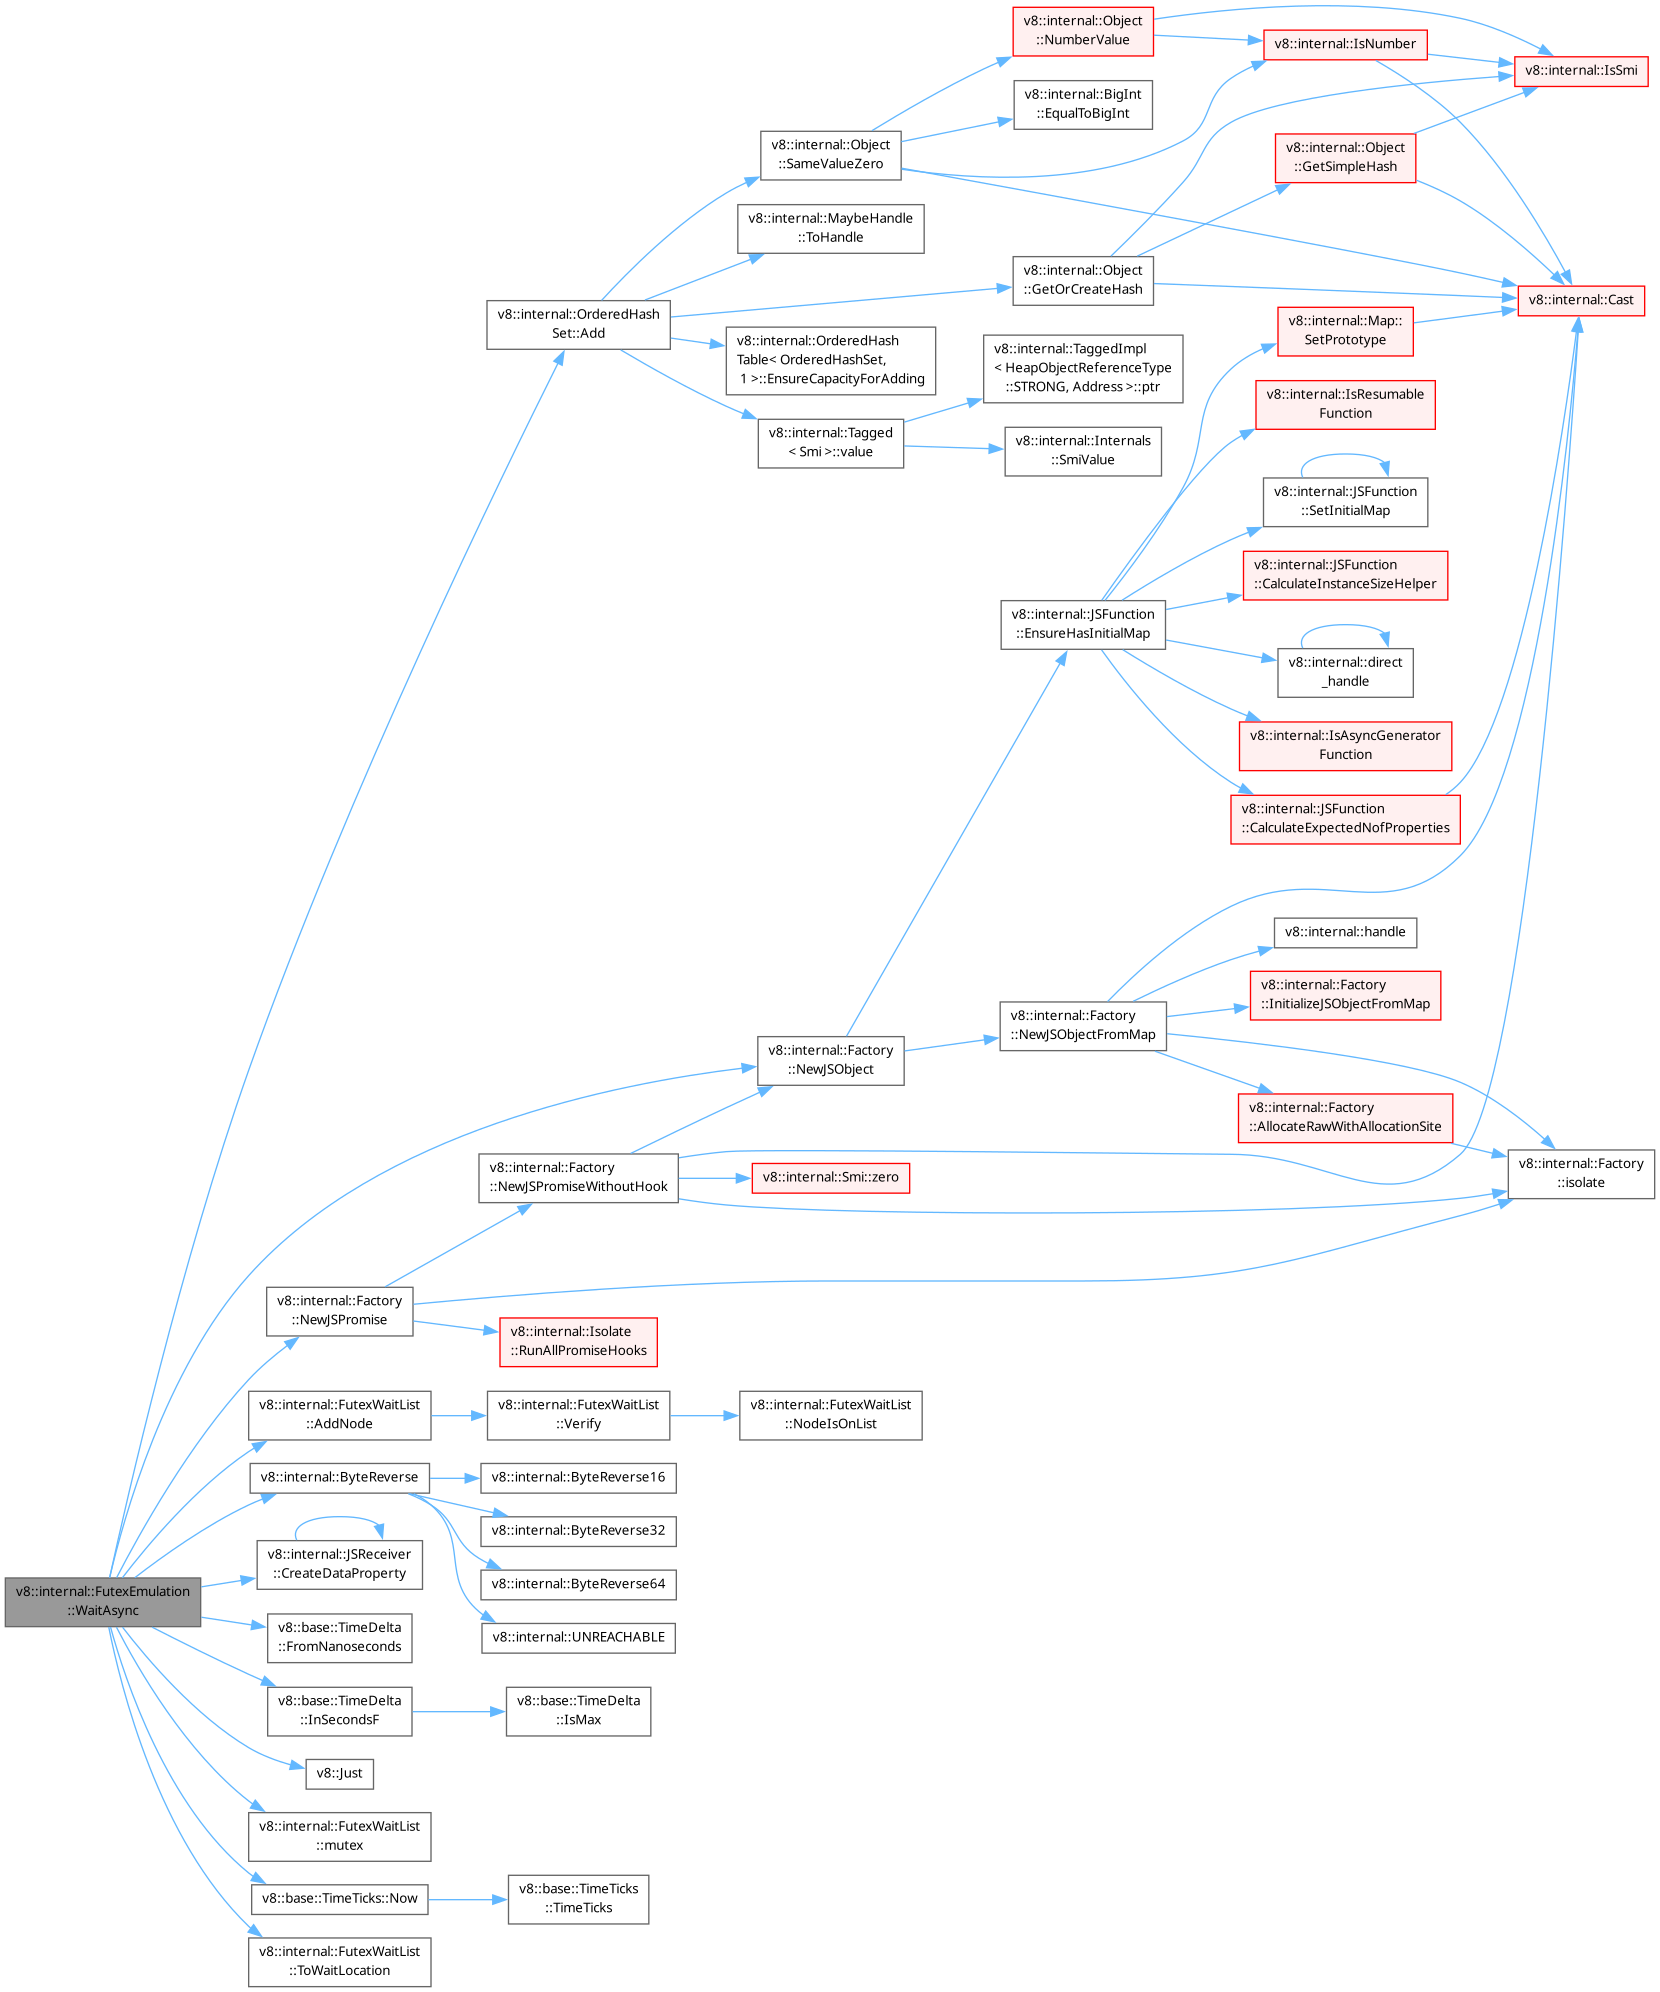 v8::internal::Object
::NumberValue
v8::internal::IsNumber
v8::internal::IsSmi
v8::internal::BigInt
::EqualToBigInt
v8::internal::Object
::SameValueZero
v8::internal::Object
::GetSimpleHash
v8::internal::MaybeHandle
::ToHandle
v8::internal::Object
::GetOrCreateHash
v8::internal::Cast
v8::internal::OrderedHash
Set::Add
v8::internal::Map::
SetPrototype
v8::internal::OrderedHash
Table< OrderedHashSet,
1 >::EnsureCapacityForAdding
v8::internal::TaggedImpl
< HeapObjectReferenceType
::STRONG, Address >::ptr
v8::internal::IsResumable
Function
v8::internal::Tagged
< Smi >::value
v8::internal::Internals
::SmiValue
v8::internal::JSFunction
::SetInitialMap
v8::internal::JSFunction
::CalculateInstanceSizeHelper
v8::internal::JSFunction
::EnsureHasInitialMap
v8::internal::direct
_handle
v8::internal::IsAsyncGenerator
Function
v8::internal::JSFunction
::CalculateExpectedNofProperties
v8::internal::handle
v8::internal::Factory
::InitializeJSObjectFromMap
v8::internal::Factory
::NewJSObjectFromMap
v8::internal::Factory
::NewJSObject
v8::internal::Factory
::AllocateRawWithAllocationSite
v8::internal::Factory
::isolate
v8::internal::Factory
::NewJSPromiseWithoutHook
v8::internal::Smi::zero
v8::internal::Factory
::NewJSPromise
v8::internal::Isolate
::RunAllPromiseHooks
v8::internal::FutexWaitList
::AddNode
v8::internal::FutexWaitList
::Verify
v8::internal::FutexWaitList
::NodeIsOnList
v8::internal::ByteReverse
v8::internal::ByteReverse16
v8::internal::ByteReverse32
v8::internal::JSReceiver
::CreateDataProperty
v8::internal::ByteReverse64
v8::internal::FutexEmulation
::WaitAsync
v8::internal::UNREACHABLE
v8::base::TimeDelta
::FromNanoseconds
v8::base::TimeDelta
::InSecondsF
v8::base::TimeDelta
::IsMax
v8::Just
v8::internal::FutexWaitList
::mutex
v8::base::TimeTicks::Now
v8::base::TimeTicks
::TimeTicks
v8::internal::FutexWaitList
::ToWaitLocation